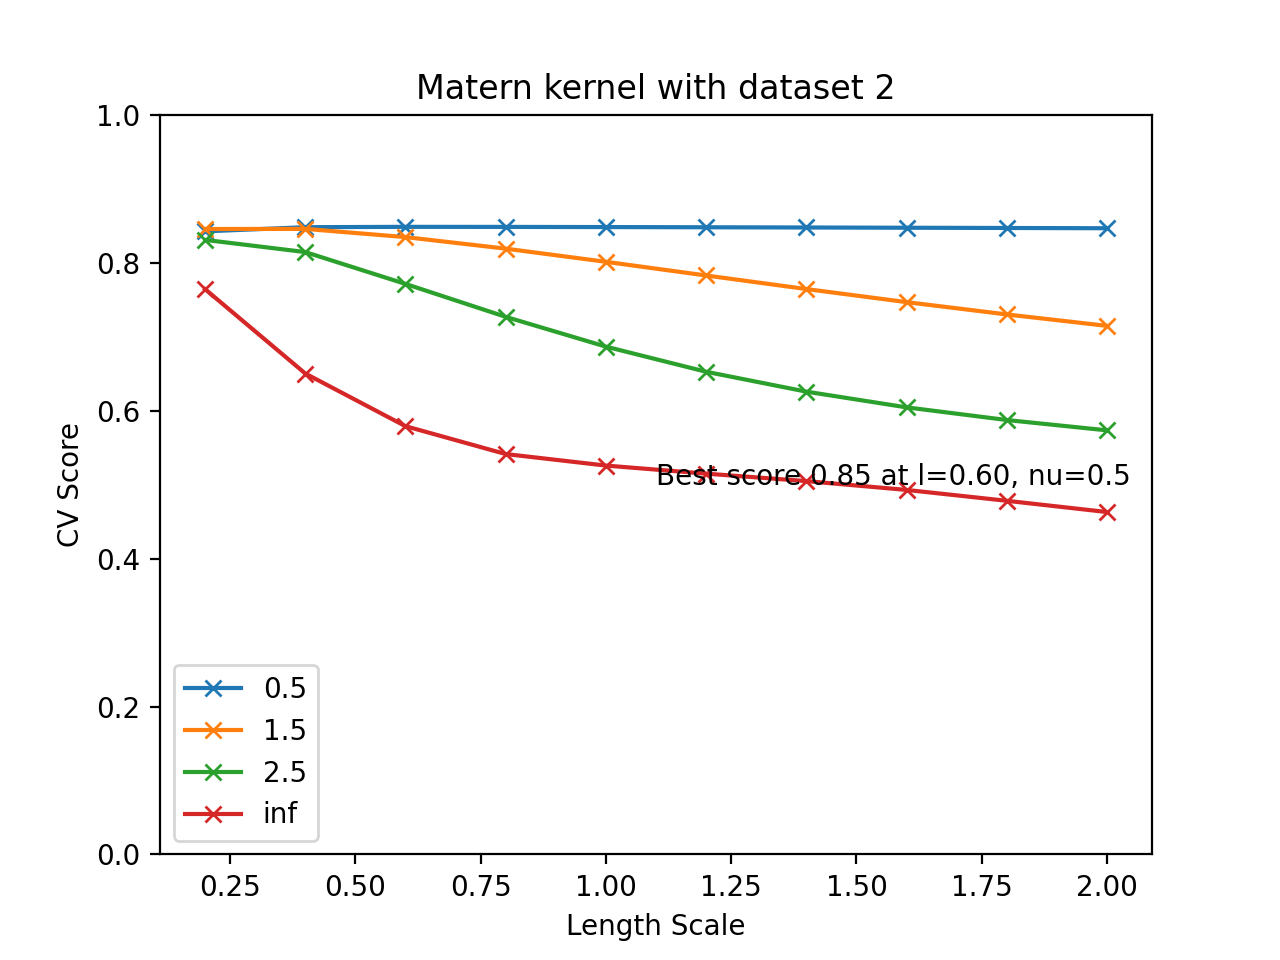 Matern kernel with dataset 2
1.0
0.8
0.6
0.4
0.2
0.0
CV Score
Best score 0.85 at l=0.60, nu=0.5
0.5
1.5
2.5
inf
0.25 0.50 0.75 1.00 1.25 1.50 1.75 2.00
Length Scale